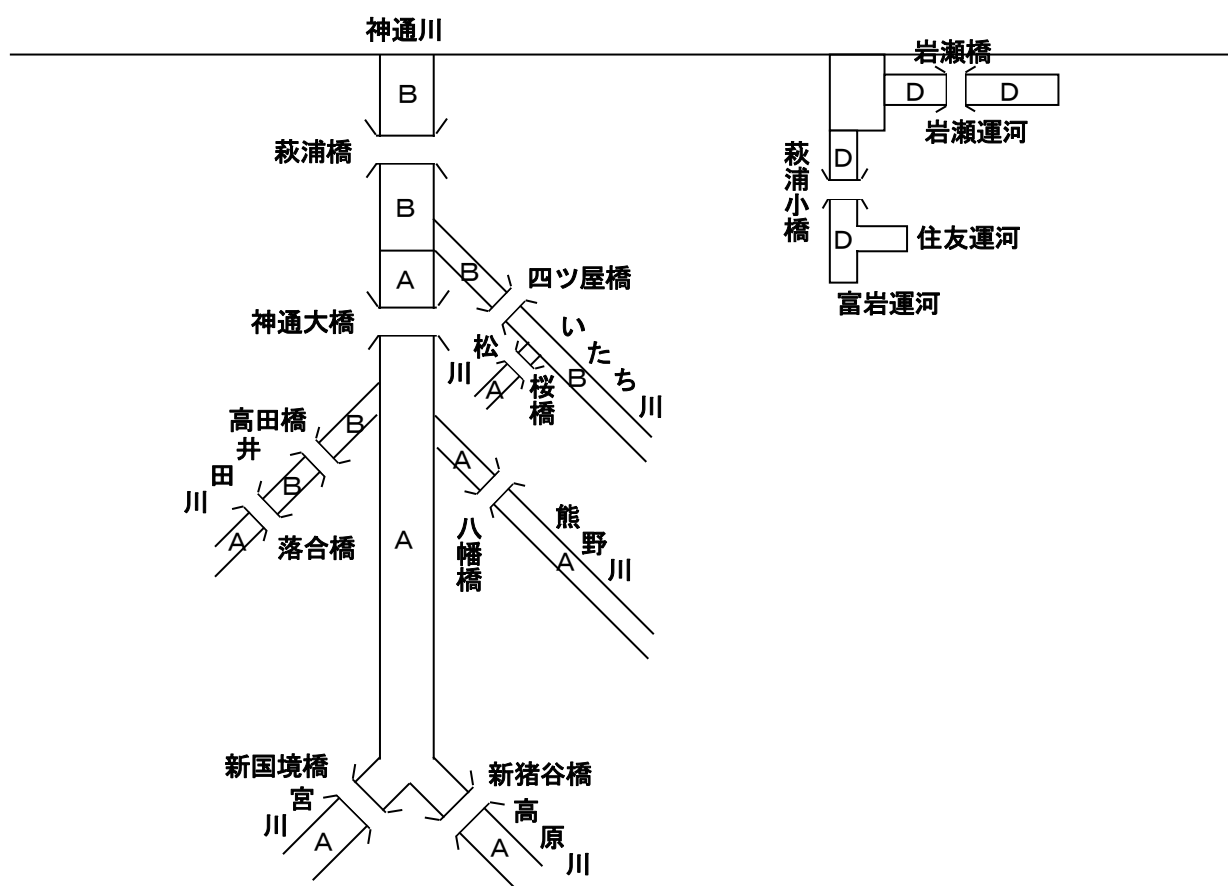 神通川
B
萩浦橋
B
A
神通大橋
B
四ツ屋橋
いたち川
B
松川
A
桜橋
高田橋
B
井田川
B
A
落合橋
A
A
八幡橋
熊野川
A
新国境橋
宮川
A
新猪谷橋
高原川
A
岩瀬橋
D
D
岩瀬運河
D
萩浦小橋
D
住友運河
富岩運河